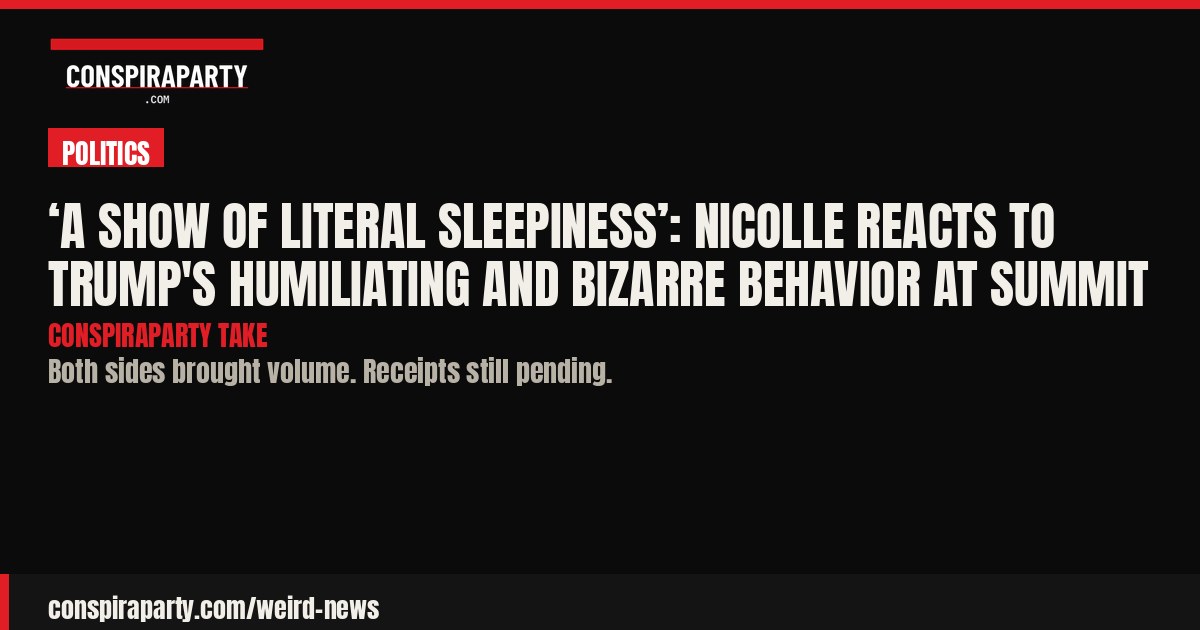 CONSPIRAPARTY
.COM
POLITICS
‘A SHOW OF LITERAL SLEEPINESS’: NICOLLE REACTS TO
TRUMP'S HUMILIATING AND BIZARRE BEHAVIOR AT SUMMIT
CONSPIRAPARTY TAKE
Both sides brought volume. Receipts still pending.
conspiraparty.com/weird-news